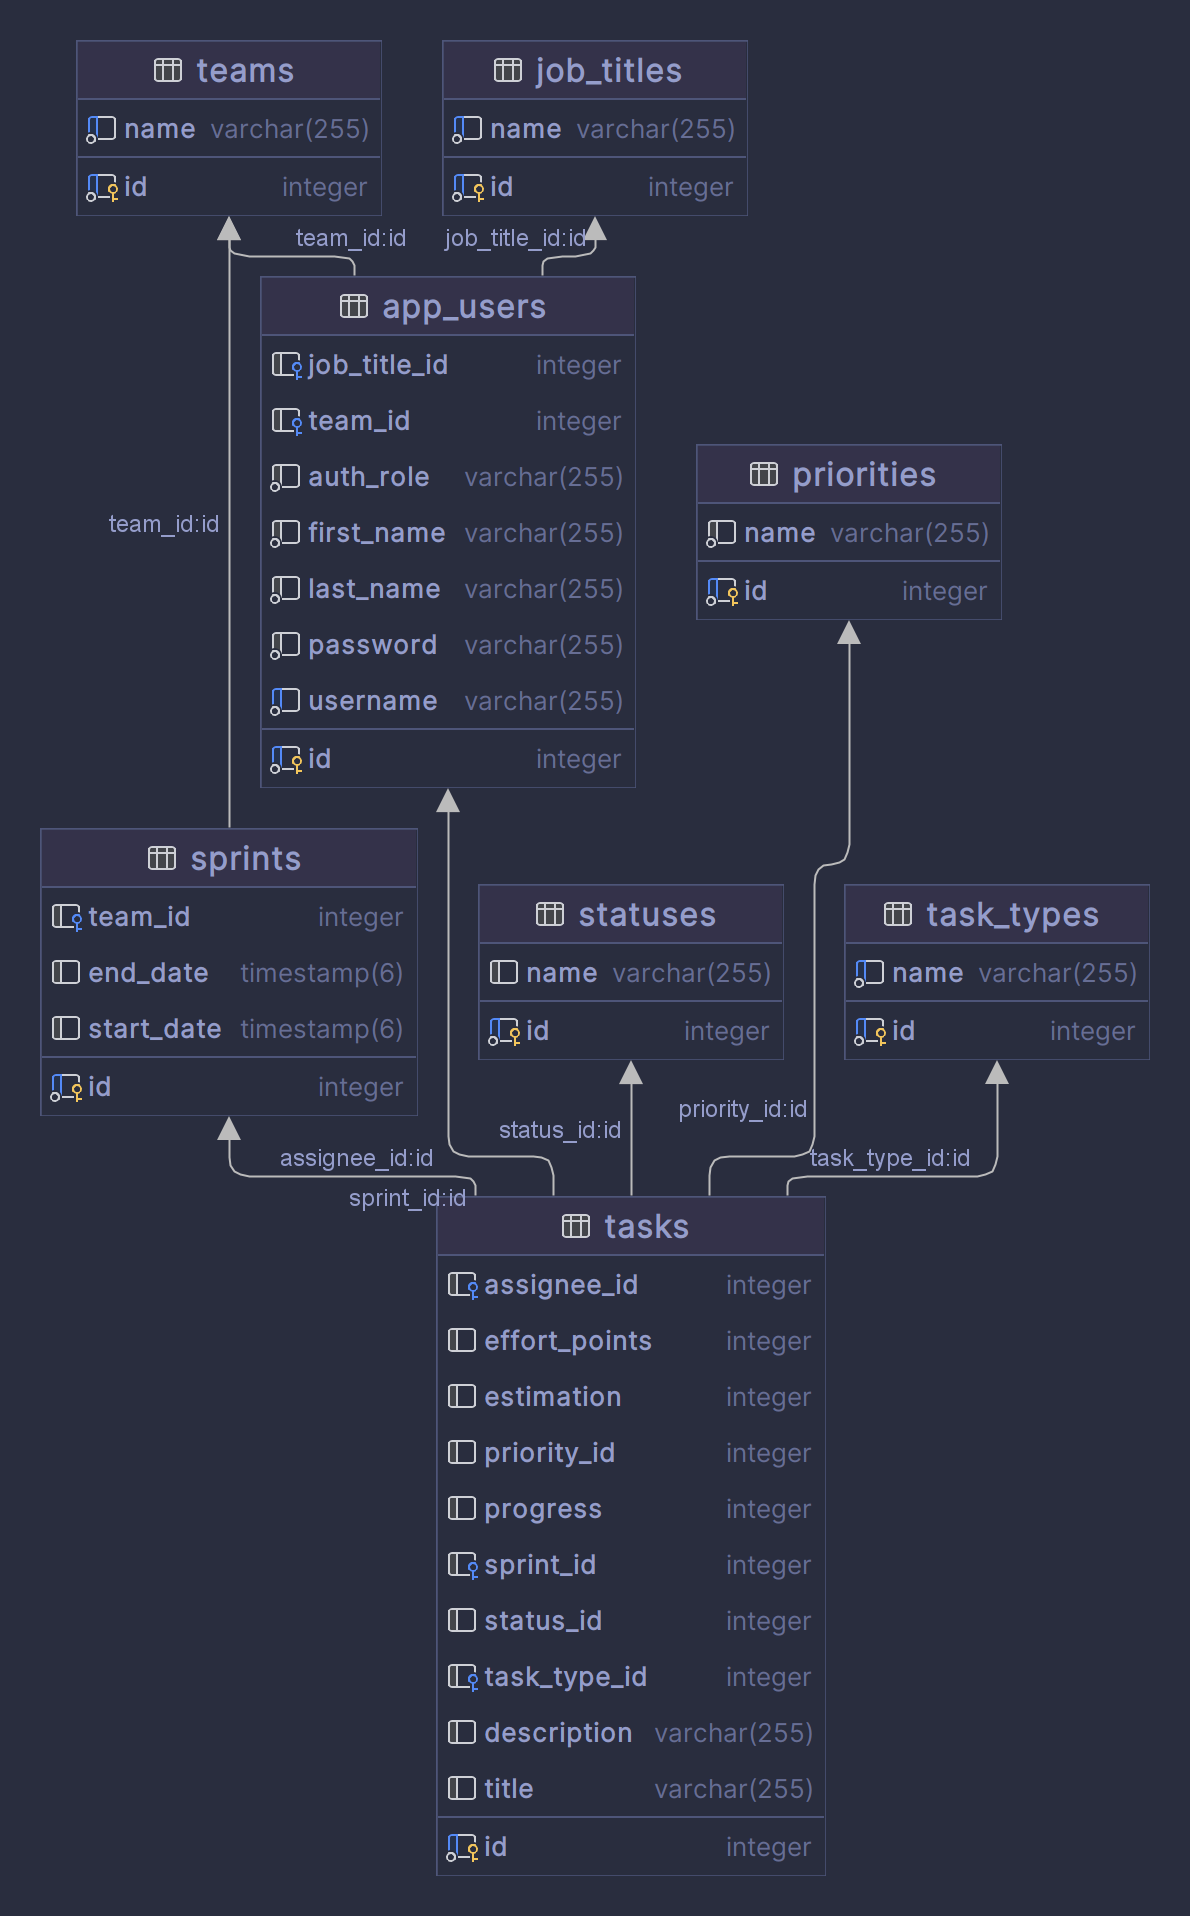 teams
name varchar(255)
id integer
job_titles
name varchar(255)
id integer
team_id:id
job_title_id:id
app_users
job_title_id integer
team_id integer
auth_role varchar(255)
first_name varchar(255)
last_name varchar(255)
password varchar(255)
username varchar(255)
id integer
team_id:id
priorities
name varchar(255)
id integer
sprints
team_id integer
end_date timestamp(6)
start_date timestamp(6)
id integer
statuses
name varchar(255)
id integer
task_types
name varchar(255)
id integer
priority_id:id
status_id:id
assignee_id:id
task_type_id:id
sprint_id:id
tasks
assignee_id integer
effort_points integer
estimation integer
priority_id integer
progress integer
sprint_id integer
status_id integer
task_type_id integer
description varchar(255)
title varchar(255)
id integer